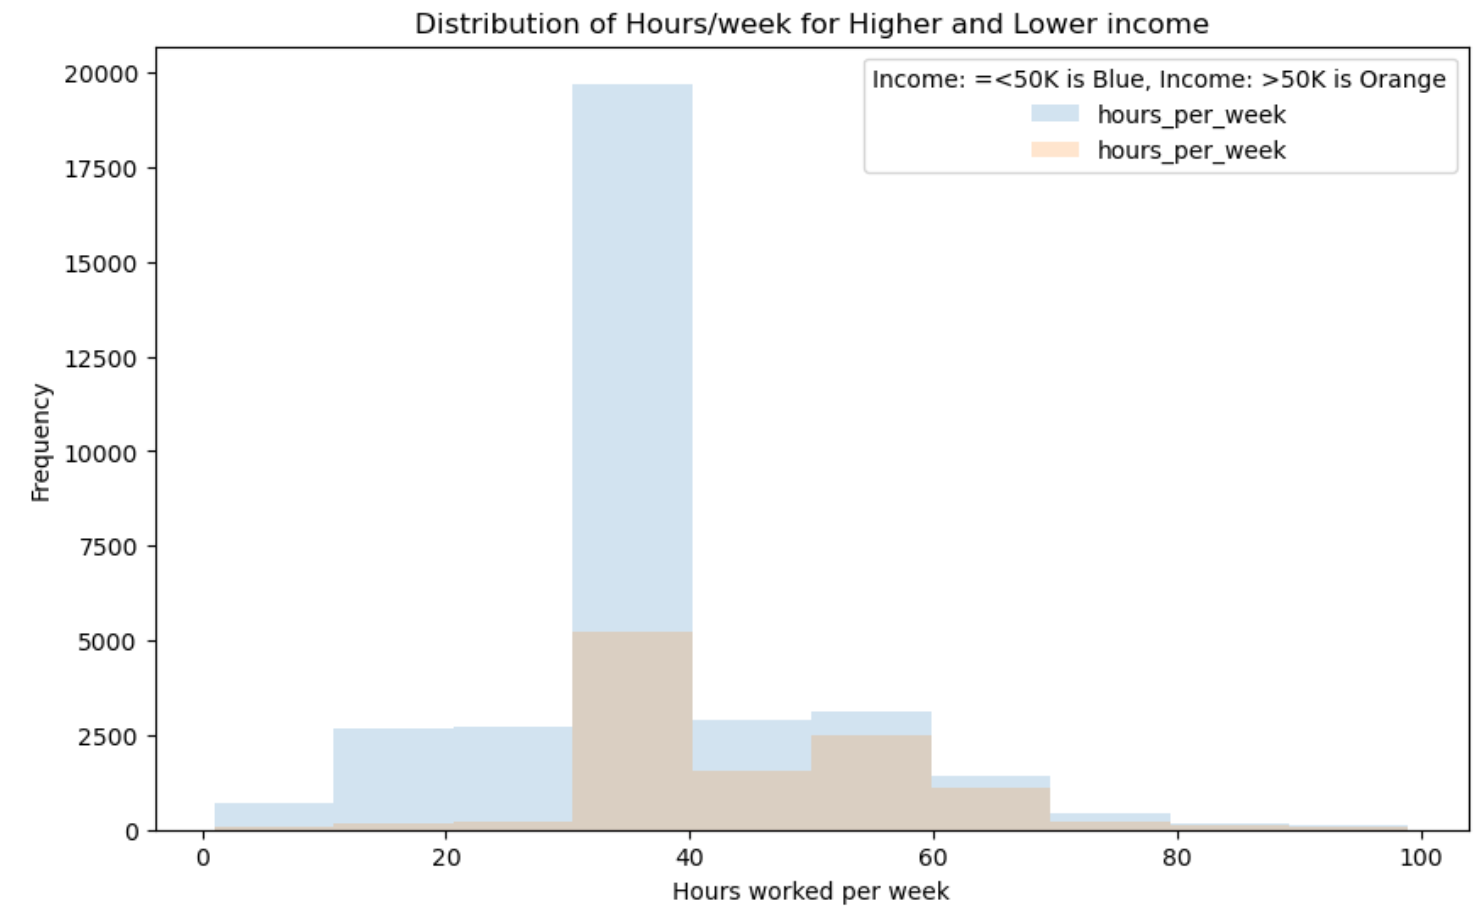 Distribution of Hours/week for Higher and Lower income
Income: =<50K is Blue, Income: >50K is Orange
hours_per_week
hours_per_week
20000
17500
15000
12500
10000
7500
5000
2500
0
Frequency
0 20 40 60 80 100
Hours worked per week